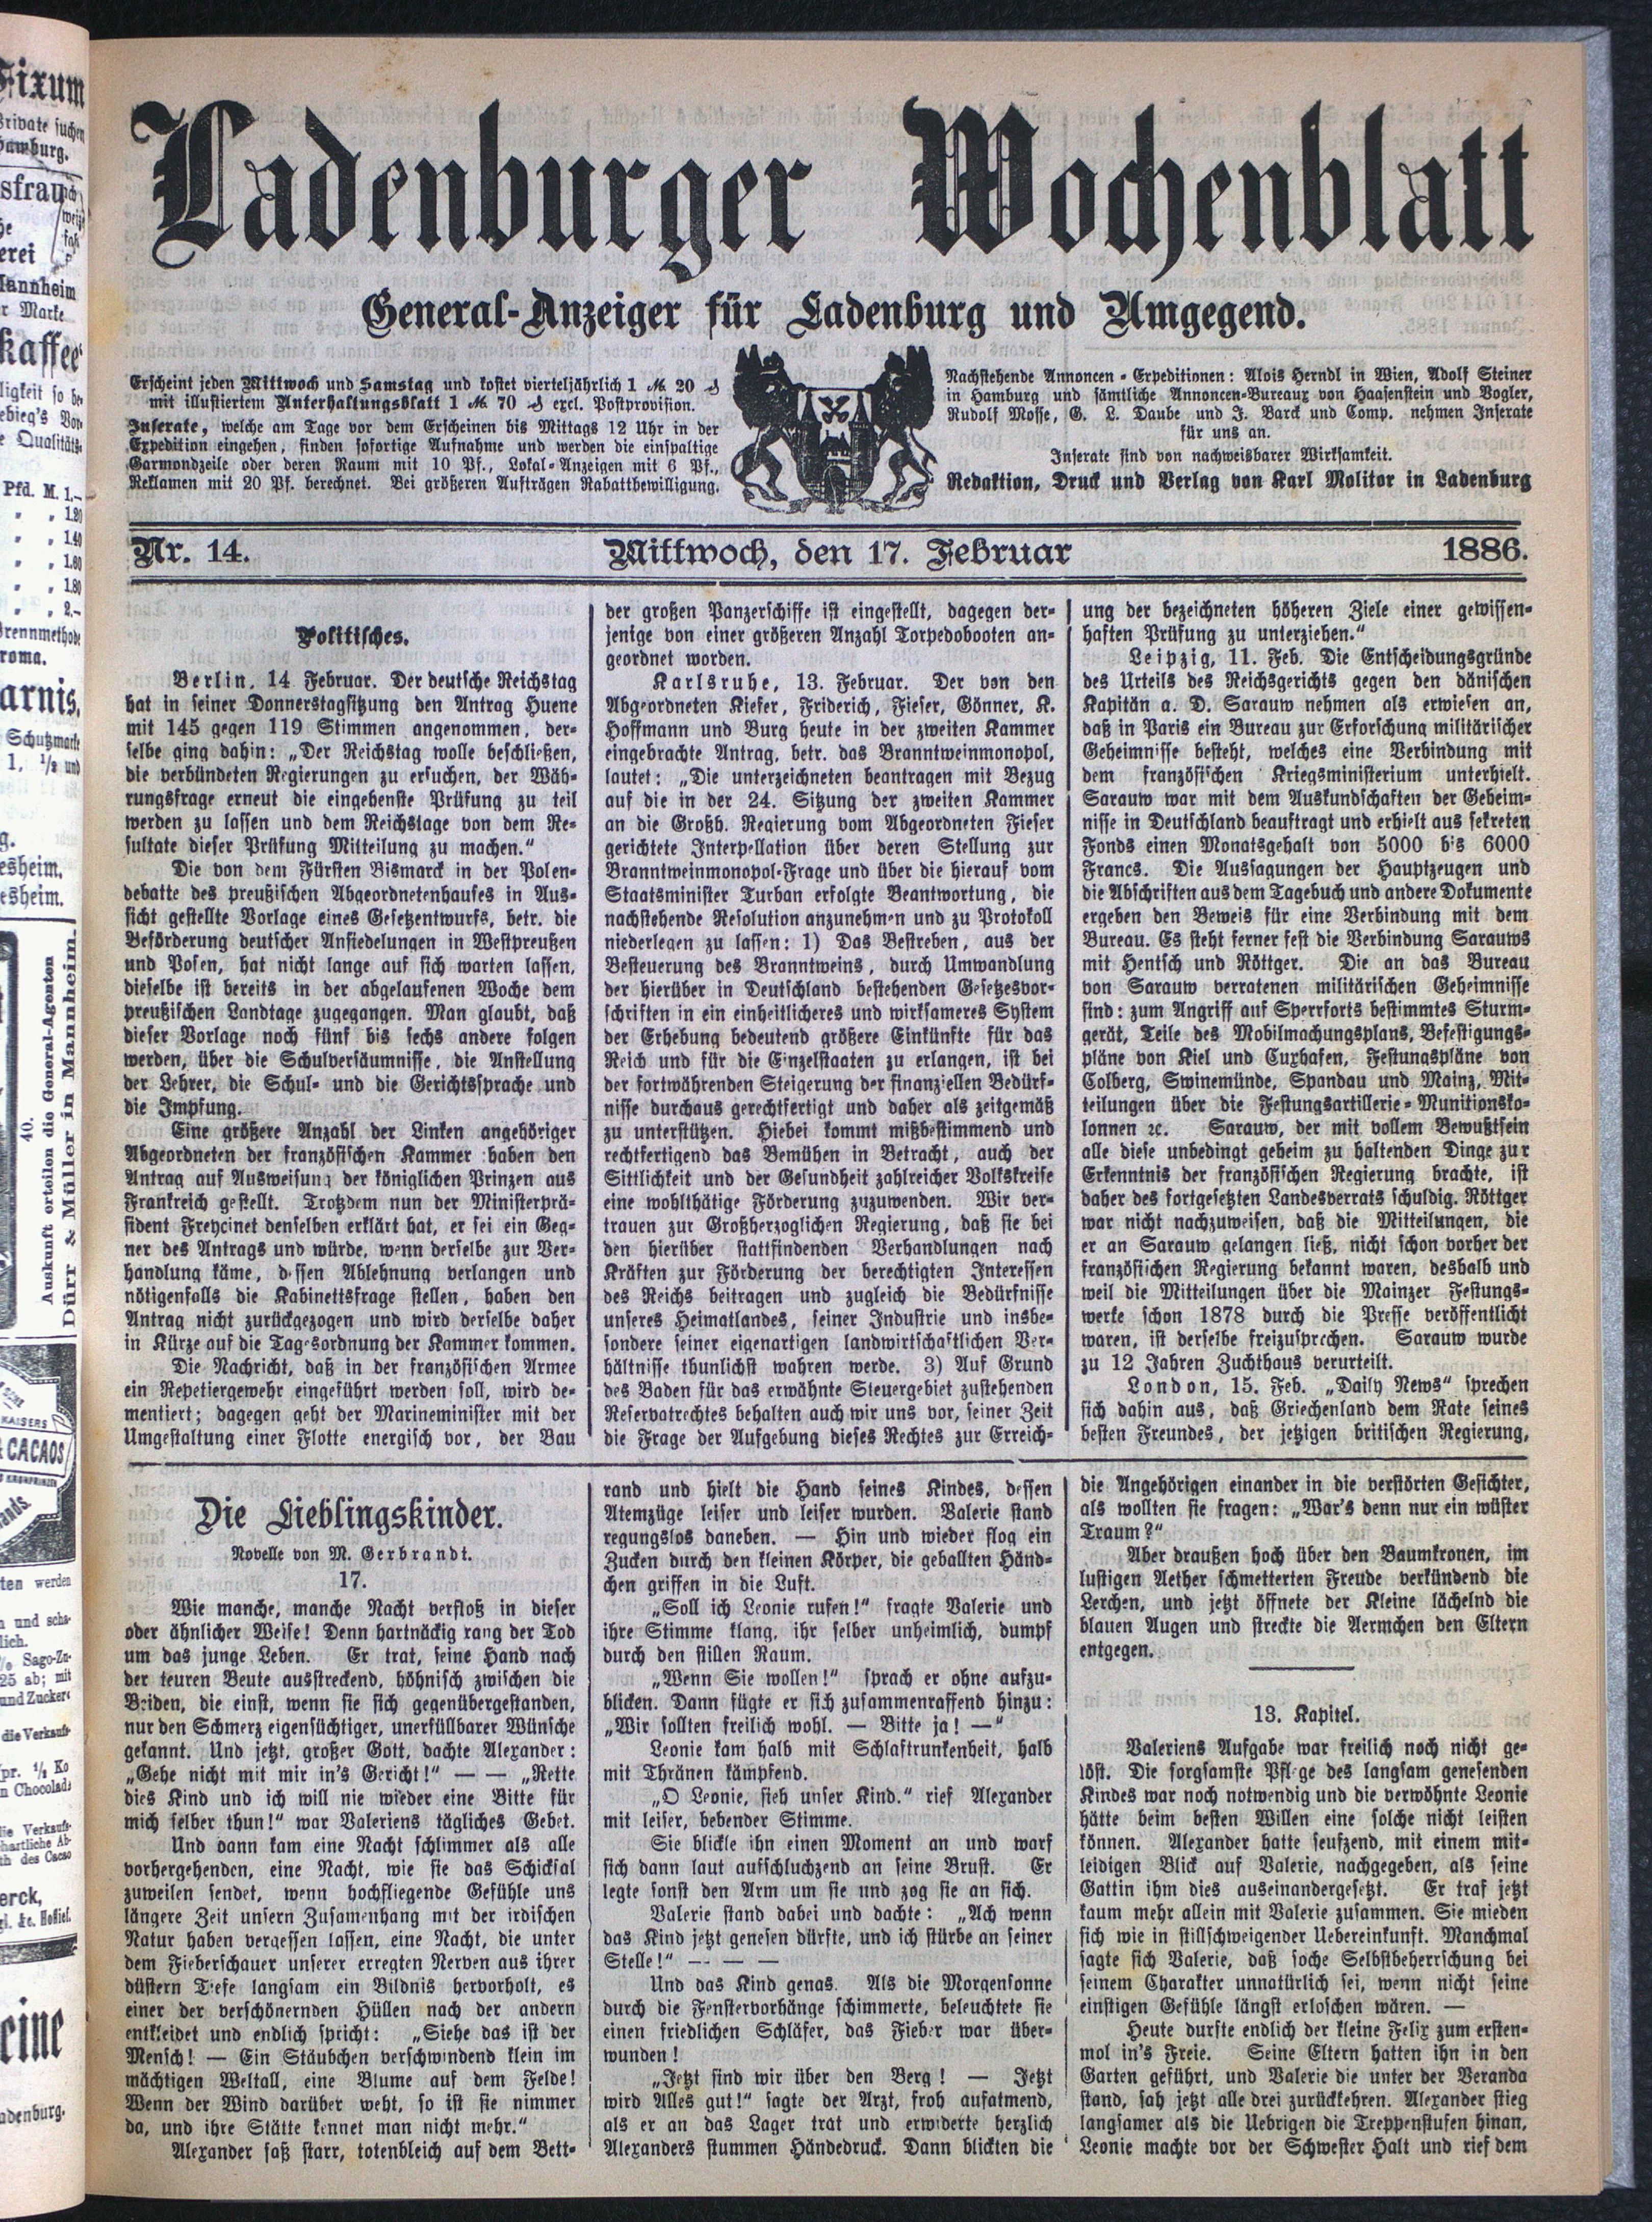 Ladenburger Wochenblatt
General-Anzeiger für Ladenburg und Umgegend.
Erscheint jeden Mittwoch und Samstag und kostet vierteljährlich 1 M. 20 ₰
mit illustriertem Unterhaltungsblatt 1 M. 70 ₰ excl. Postprovision.
Inserate, welche am Tage vor dem Erscheinen bis Mittags 12 Uhr in der
Expedition eingehen, finden sofortige Aufnahme und werden die einspaltige
Garmondzeile oder deren Raum mit 10 Pf., Lokal-Anzeigen mit 6 Pf.,
Reklamen mit 20 Pf. berechnet. Bei größeren Aufträgen Rabattbewilligung.
Nachstehende Annoncen-Expeditionen: Alois Herndl in Wien, Adolf Steiner
in Hamburg und sämtliche Annoncen-Bureaux von Haasenstein und Vogler,
Rudolf Mosse, G. L. Daube und J. Barck und Comp. nehmen Inserate
für uns an.
Inserate sind von nachweisbarer Wirksamkeit.
Redaktion, Druck und Verlag von Karl Molitor in Ladenburg
Nr. 14. Mittwoch, den 17. Februar 1886.
Politisches.
Berlin, 14 Februar. Der deutsche Reichstag
hat in seiner Donnerstagsitzung den Antrag Huene
mit 145 gegen 119 Stimmen angenommen, der-
selbe ging dahin: „Der Reichstag wolle beschließen,
die verbündeten Regierungen zu ersuchen, der Wäh-
rungsfrage erneut die eingehenste Prüfung zu teil
werden zu lassen und dem Reichstage von dem Re-
sultate dieser Prüfung Mitteilung zu machen.“
Die von dem Fürsten Bismarck in der Polen-
debatte des preußischen Abgeordnetenhauses in Aus-
sicht gestellte Vorlage eines Gesetzentwurfs, betr. die
Beförderung deutscher Ansiedelungen in Westpreußen
und Posen, hat nicht lange auf sich warten lassen,
dieselbe ist bereits in der abgelaufenen Woche dem
preußischen Landtage zugegangen. Man glaubt, daß
dieser Vorlage noch fünf bis sechs andere folgen
werden, über die Schulversäumnisse, die Anstellung
der Lehrer, die Schul- und die Gerichtssprache und
die Impfung.
Eine größere Anzahl der Linken angehöriger
Abgeordneten der französischen Kammer haben den
Antrag auf Ausweisung der königlichen Prinzen aus
Frankreich gestellt. Trotzdem nun der Ministerprä-
sident Freycinet denselben erklärt hat, er sei ein Geg-
ner des Antrags und würde, wenn derselbe zur Ver-
handlung käme, dessen Ablehnung verlangen und
nötigenfalls die Kabinettsfrage stellen, haben den
Antrag nicht zurückgezogen und wird derselbe daher
in Kürze auf die Tagesordnung der Kammer kommen.
Die Nachricht, daß in der französischen Armee
ein Repetiergewehr eingeführt werden soll, wird de-
mentiert; dagegen geht der Marineminister mit der
Umgestaltung einer Flotte energisch vor, der Bau
der großen Panzerschiffe ist eingestellt, dagegen der-
jenige von einer größeren Anzahl Torpedobooten an-
geordnet worden.
Karlsruhe, 13. Februar. Der von den
Abgeordneten Kiefer, Friderich, Fieser, Gönner, K.
Hoffmann und Burg heute in der zweiten Kammer
eingebrachte Antrag, betr. das Branntweinmonopol,
lautet: „Die unterzeichneten beantragen mit Bezug
auf die in der 24. Sitzung der zweiten Kammer
an die Großh. Regierung vom Abgeordneten Fieser
gerichtete Interpellation über deren Stellung zur
Branntweinmonopol-Frage und über die hierauf vom
Staatsminister Turban erfolgte Beantwortung, die
nachstehende Resolution anzunehmen und zu Protokoll
niederlegen zu lassen: 1) Das Bestreben, aus der
Besteuerung des Branntweins, durch Umwandlung
der hierüber in Deutschland bestehenden Gesetzesvor-
schriften in ein einheitlicheres und wirksameres System
der Erhebung bedeutend größere Einkünfte für das
Reich und für die Einzelstaaten zu erlangen, ist bei
der fortwährenden Steigerung der finanziellen Bedürf-
nisse durchaus gerechtfertigt und daher als zeitgemäß
zu unterstützen. Hiebei kommt mißbestimmend und
rechtfertigend das Bemühen in Betracht, auch der
Sittlichkeit und der Gesundheit zahlreicher Volkskreise
eine wohlthätige Förderung zuzuwenden. Wir ver-
trauen zur Großherzoglichen Regierung, daß sie bei
den hierüber stattfindenden Verhandlungen nach
Kräften zur Förderung der berechtigten Interessen
des Reichs beitragen und zugleich die Bedürfnisse
unseres Heimatlandes, seiner Industrie und insbe-
sondere seiner eigenartigen landwirtschaftlichen Ver-
hältnisse thunlichst wahren werde. 3) Auf Grund
des Baden für das erwähnte Steuergebiet zustehenden
Reservatrechtes behalten auch wir uns vor, seiner Zeit
die Frage der Aufgebung dieses Rechtes zur Erreich-
ung der bezeichneten höheren Ziele einer gewissen-
haften Prüfung zu unterziehen.“
Leipzig, 11. Feb. Die Entscheidungsgründe
des Urteils des Reichsgerichts gegen den dänischen
Kapitän a. D. Sarauw nehmen als erwiesen an,
daß in Paris ein Bureau zur Erforschung militärischer
Geheimnisse besteht, welches eine Verbindung mit
dem französischen Kriegsministerium unterhielt.
Sarauw war mit dem Auskundschaften der Geheim-
nisse in Deutschland beauftragt und erhielt aus sekreten
Fonds einen Monatsgehalt von 5000 bis 6000
Francs. Die Aussagungen der Hauptzeugen und
die Abschriften aus dem Tagebuch und andere Dokumente
ergeben den Beweis für eine Verbindung mit dem
Bureau. Es steht ferner fest die Verbindung Sarauws
mit Hentsch und Röttger. Die an das Bureau
von Sarauw verratenen militärischen Geheimnisse
sind: zum Angriff auf Sperrforts bestimmtes Sturm-
gerät, Teile des Mobilmachungsplans, Befestigungs-
pläne von Kiel und Cuxhafen, Festungspläne von
Colberg, Swinemünde, Spandau und Mainz, Mit-
teilungen über die Festungsartillerie-Munitionsko-
lonnen ꝛc. Sarauw, der mit vollem Bewußtsein
alle diese unbedingt geheim zu haltenden Dinge zur
Erkenntnis der französischen Regierung brachte, ist
daher des fortgesetzten Landesverrats schuldig. Röttger
war nicht nachzuweisen, daß die Mitteilungen, die
er an Sarauw gelangen ließ, nicht schon vorher der
französischen Regierung bekannt waren, deshalb und
weil die Mitteilungen über die Mainzer Festungs-
werke schon 1878 durch die Presse veröffentlicht
waren, ist derselbe freizusprechen. Sarauw wurde
zu 12 Jahren Zuchthaus verurteilt.
London, 15. Feb. „Daily News“ sprechen
sich dahin aus, daß Griechenland dem Rate seines
besten Freundes, der jetzigen britischen Regierung,
Die Lieblingskinder.
Novelle von M. Gerbrandt.
17.
Wie manche, manche Nacht verfloß in dieser
oder ähnlicher Weise! Denn hartnäckig rang der Tod
um das junge Leben. Er trat, seine Hand nach
der teuren Beute ausstreckend, höhnisch zwischen die
Beiden, die einst, wenn sie sich gegenübergestanden,
nur den Schmerz eigensüchtiger, unerfüllbarer Wünsche
gekannt. Und jetzt, großer Gott, dachte Alexander:
„Gehe nicht mit mir in's Gericht!“ — — „Rette
dies Kind und ich will nie wieder eine Bitte für
mich selber thun!“ war Valeriens tägliches Gebet.
Und dann kam eine Nacht schlimmer als alle
vorhergehenden, eine Nacht, wie sie das Schicksal
zuweilen sendet, wenn hochfliegende Gefühle uns
längere Zeit unsern Zusamenhang mit der irdischen
Natur haben vergessen lassen, eine Nacht, die unter
dem Fieberschauer unserer erregten Nerven aus ihrer
düstern Tiefe langsam ein Bildnis hervorholt, es
einer der verschönernden Hüllen nach der andern
entkleidet und endlich spricht: „Siehe das ist der
Mensch! — Ein Stäubchen verschwindend klein im
mächtigen Weltall, eine Blume auf dem Felde!
Wenn der Wind darüber weht, so ist sie nimmer
da, und ihre Stätte kennet man nicht mehr.“
Alexander saß starr, totenbleich auf dem Bett-
rand und hielt die Hand seines Kindes, dessen
Atemzüge leiser und leiser wurden. Valerie stand
regungslos daneben. — Hin und wieder flog ein
Zucken durch den kleinen Körper, die geballten Händ-
chen griffen in die Luft.
„Soll ich Leonie rufen!“ fragte Valerie und
ihre Stimme klang, ihr selber unheimlich, dumpf
durch den stillen Raum.
„Wenn Sie wollen!“ sprach er ohne aufzu-
blicken. Dann fügte er sich zusammenraffend hinzu:
„Wir sollten freilich wohl. — Bitte ja! —“
Leonie kam halb mit Schlaftrunkenheit, halb
mit Thränen kämpfend.
„O Leonie, sieh unser Kind.“ rief Alexander
mit leiser, bebender Stimme.
Sie blickle ihn einen Moment an und warf
sich dann laut aufschluchzend an seine Brust. Er
legte sonst den Arm um sie und zog sie an sich.
Valerie stand dabei und dachte: „Ach wenn
das Kind jetzt genesen dürfte, und ich stürbe an seiner
Stelle!“ — — —
Und das Kind genas. Als die Morgensonne
durch die Fenstervorhänge schimmerte, beleuchtete sie
einen friedlichen Schläfer, das Fieber war über-
wunden!
„Jetzt sind wir über den Berg! — Jetzt
wird Alles gut!“ sagte der Arzt, froh aufatmend,
als er an das Lager trat und erwiderte herzlich
Alexanders stummen Händedruck. Dann blickten die
die Angehörigen einander in die verstörten Gesichter,
als wollten sie fragen: „War's denn nur ein wüster
Traum?“
Aber draußen hoch über den Baumkronen, im
lustigen Aether schmetterten Freude verkündend die
Lerchen, und jetzt öffnete der Kleine lächelnd die
blauen Augen und streckte die Aermchen den Eltern
entgegen.
13. Kapitel.
Valeriens Aufgabe war freilich noch nicht ge-
löst. Die sorgsamste Pflege des langsam genesenden
Kindes war noch notwendig und die verwöhnte Leonie
hätte beim besten Willen eine solche nicht leisten
können. Alexander hatte seufzend, mit einem mit-
leidigen Blick auf Valerie, nachgegeben, als seine
Gattin ihm dies auseinandergesetzt. Er traf jetzt
kaum mehr allein mit Valerie zusammen. Sie mieden
sich wie in stillschweigender Uebereinkunft. Manchmal
sagte sich Valerie, daß soche Selbstbeherrschung bei
seinem Charakter unnatürlich sei, wenn nicht seine
einstigen Gefühle längst erloschen wären. —
Heute durfte endlich der kleine Felix zum ersten-
mol in's Freie. Seine Eltern hatten ihn in den
Garten geführt, und Valerie die unter der Veranda
stand, sah jetzt alle drei zurückkehren. Alexander stieg
langsamer als die Uebrigen die Treppenstufen hinan,
Leonie machte vor der Schwester Halt und rief dem
Fixum
Private suchen
Hamburg.
erei
Mannheim
r Marke
Kaffee
Pfd. M. 1.—
" " 1.20
" " 1.40
" " 1.60
" " 1.80
" " 2.—
Brennmethode
roma.
arnis.
Schutzmarke
1, 1/2 und
esheim.
esheim.
40.
Auskunft erteilen die General-Agenten
Dürr & Müller in Mannheim.
KAISERS
CACAOS
ten werden
n und scha-
lich.
25 ab; mit
und Zucker
die Verkaufs-
n Chocolade
die Verkaufs-
th des Cacao
erck,
eine
adenburg.